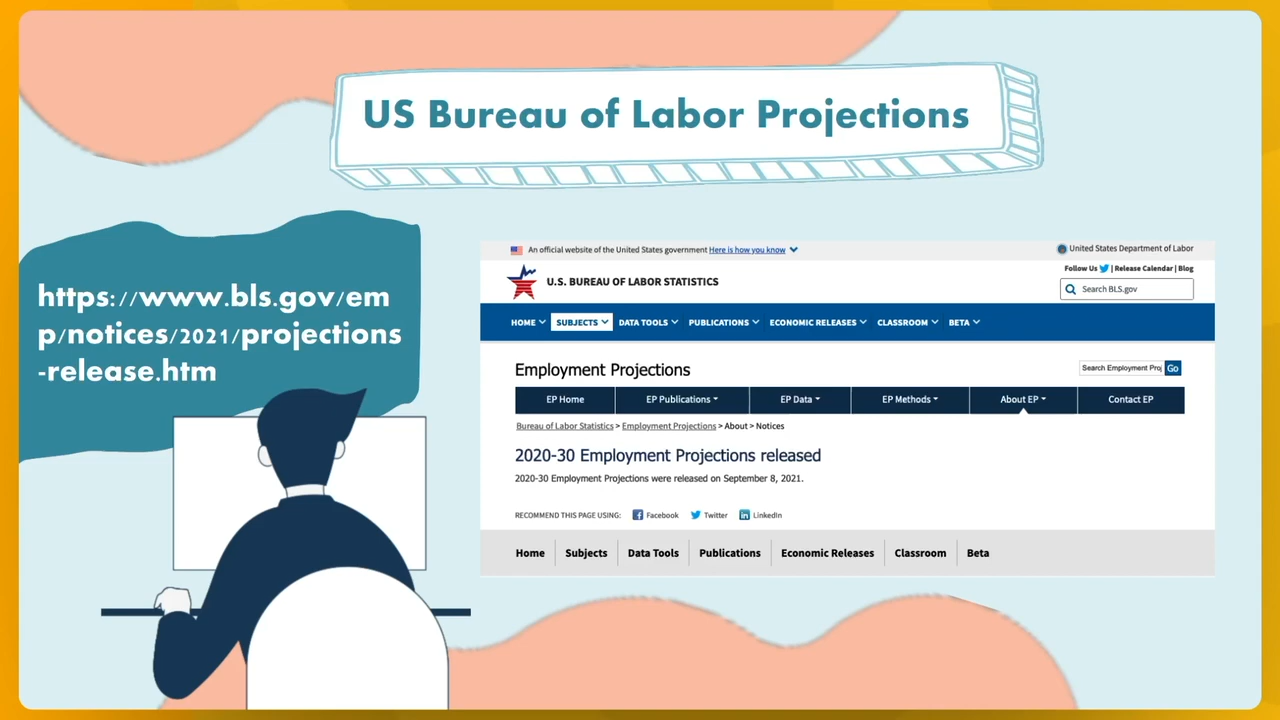 US Bureau of Labor Projections
https://www.bls.gov/em
p/notices/2021/projections
-release.htm
An official website of the United States government Here is how you know
United States Department of Labor
Follow Us | Release Calendar | Blog
U.S. BUREAU OF LABOR STATISTICS
Search BLS.gov
HOME SUBJECTS DATA TOOLS PUBLICATIONS ECONOMIC RELEASES CLASSROOM BETA
Employment Projections
Search Employment Proj Go
EP Home EP Publications EP Data EP Methods About EP Contact EP
Bureau of Labor Statistics > Employment Projections > About > Notices
2020-30 Employment Projections released
2020-30 Employment Projections were released on September 8, 2021.
RECOMMEND THIS PAGE USING: Facebook Twitter LinkedIn
Home Subjects Data Tools Publications Economic Releases Classroom Beta